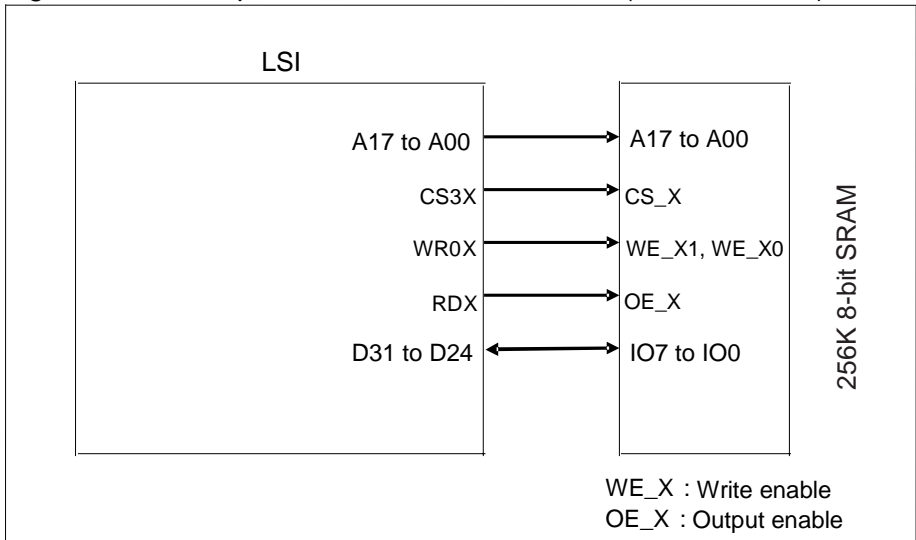 LSI
A17 to A00
A17 to A00
CS3X
CS_X
WR0X
WE_X1, WE_X0
RDX
OE_X
D31 to D24
IO7 to IO0
256K 8-bit SRAM
WE_X : Write enable
OE_X : Output enable